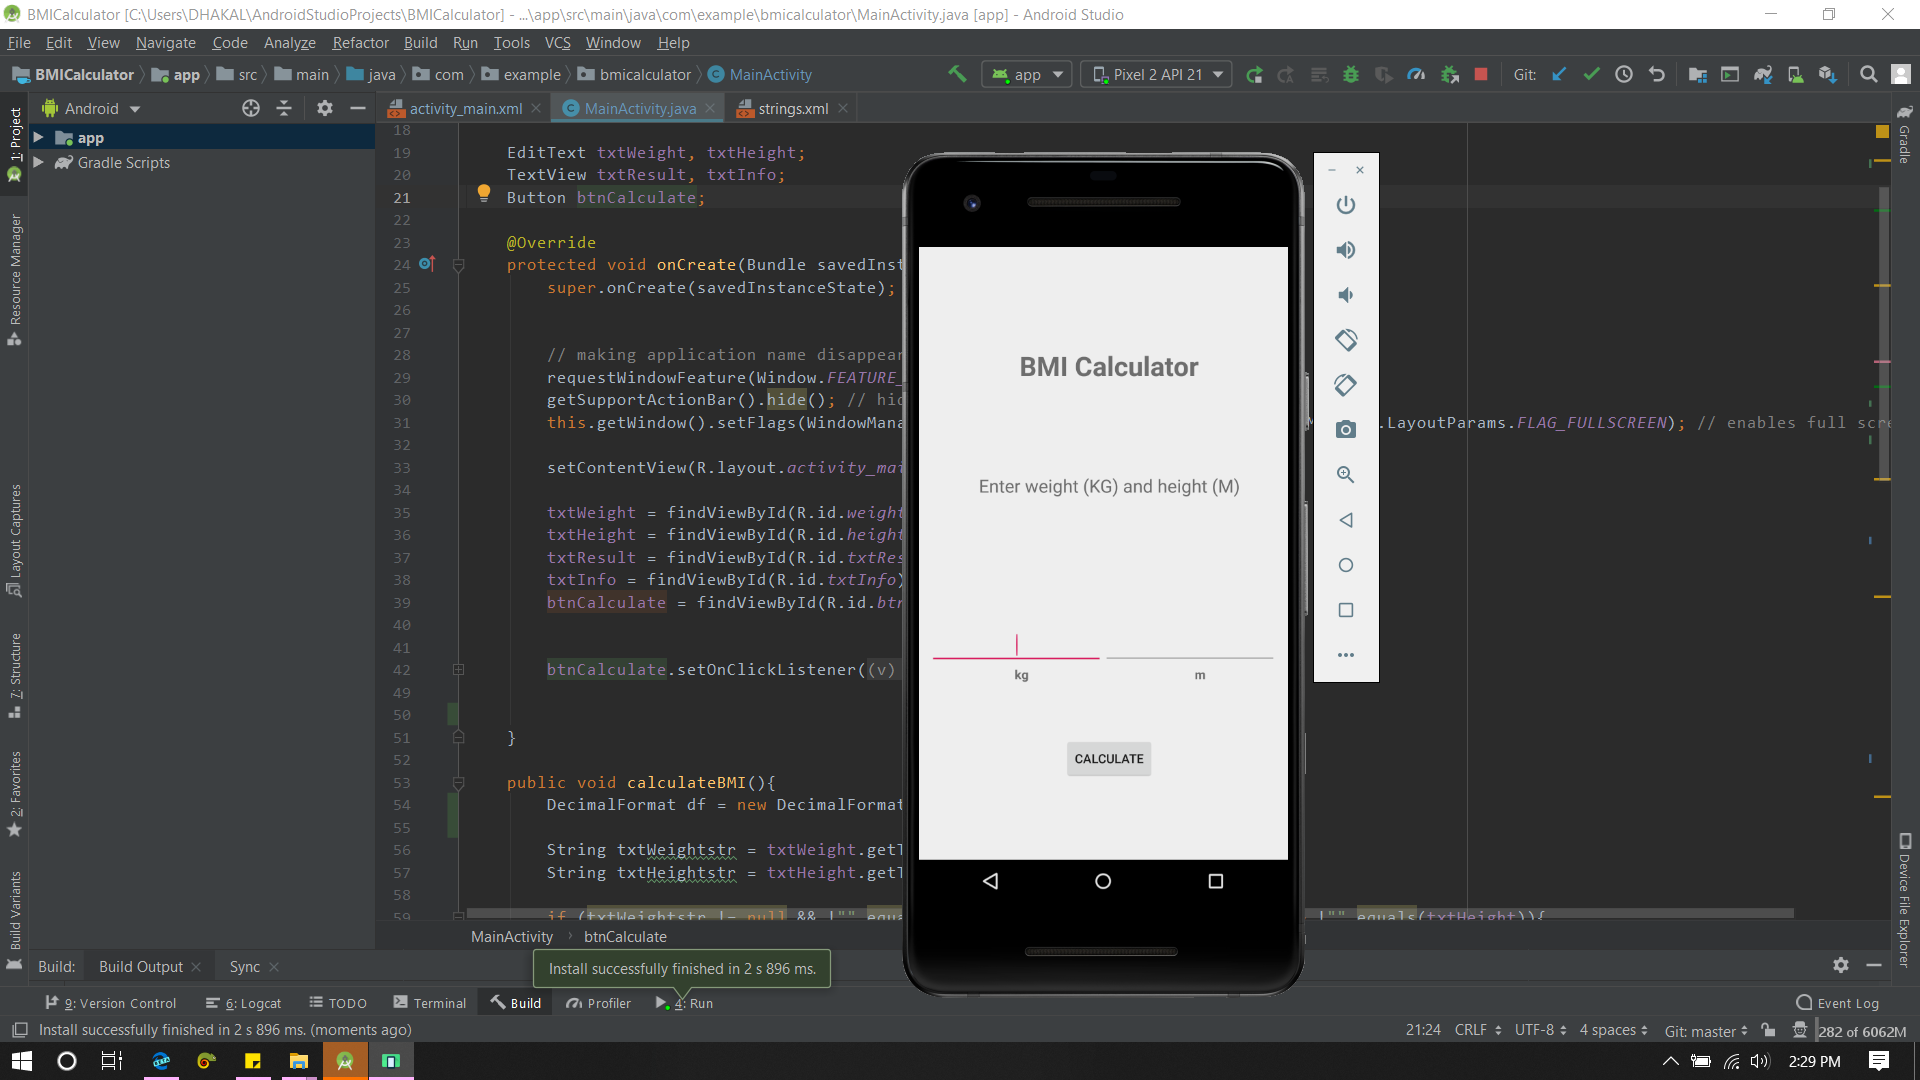 BMICalculator [C:\Users\DHAKAL\AndroidStudioProjects\BMICalculator] - ...\app\src\main\java\com\example\bmicalculator\MainActivity.java [app] - Android Studio
File Edit View Navigate Code Analyze Refactor Build Run Tools VCS Window Help
BMICalculator app src main java com example bmicalculator MainActivity app Pixel 2 API 21 Git:
Android activity_main.xml MainActivity.java strings.xml
1: Project
Resource Manager
Layout Captures
7: Structure
2: Favorites
Build Variants
app
Gradle Scripts
18
19 EditText txtWeight, txtHeight;
20 TextView txtResult, txtInfo;
21 Button btnCalculate;
22
23 @Override
24 protected void onCreate(Bundle savedInst
25 super.onCreate(savedInstanceState);
26
27
28 // making application name disappear
29 requestWindowFeature(Window.FEATURE_
30 getSupportActionBar().hide(); // hid
31 this.getWindow().setFlags(WindowMana .LayoutParams.FLAG_FULLSCREEN); // enables full scre
32
33 setContentView(R.layout.activity_mai
34
35 txtWeight = findViewById(R.id.weight
36 txtHeight = findViewById(R.id.height
37 txtResult = findViewById(R.id.txtRes
38 txtInfo = findViewById(R.id.txtInfo)
39 btnCalculate = findViewById(R.id.btn
40
41
42 btnCalculate.setOnClickListener((v)
49
50
51 }
52
53 public void calculateBMI(){
54 DecimalFormat df = new DecimalFormat
55
56 String txtWeightstr = txtWeight.getT
57 String txtHeightstr = txtHeight.getT
58
59 if (txtWeightstr != null && !"".equa !"".equals(txtHeight)){
BMI Calculator
Enter weight (KG) and height (M)
kg m
CALCULATE
Gradle
Device File Explorer
MainActivity btnCalculate
Build: Build Output Sync
Install successfully finished in 2 s 896 ms.
9: Version Control 6: Logcat TODO Terminal Build Profiler 4: Run Event Log
Install successfully finished in 2 s 896 ms. (moments ago) 21:24 CRLF UTF-8 4 spaces Git: master 282 of 6062M
BETA
2:29 PM